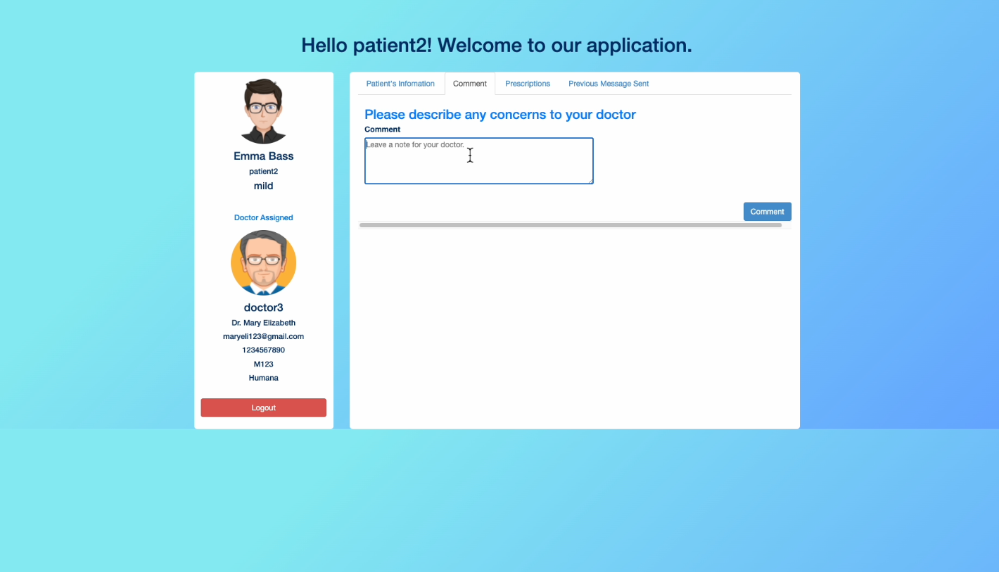 Hello patient2! Welcome to our application.
Emma Bass
patient2
mild
Doctor Assigned
doctor3
Dr. Mary Elizabeth
maryeli123@gmail.com
1234567890
M123
Humana
Logout
Patient's Infomation
Comment
Prescriptions
Previous Message Sent
Please describe any concerns to your doctor
Comment
Leave a note for your doctor.
Comment